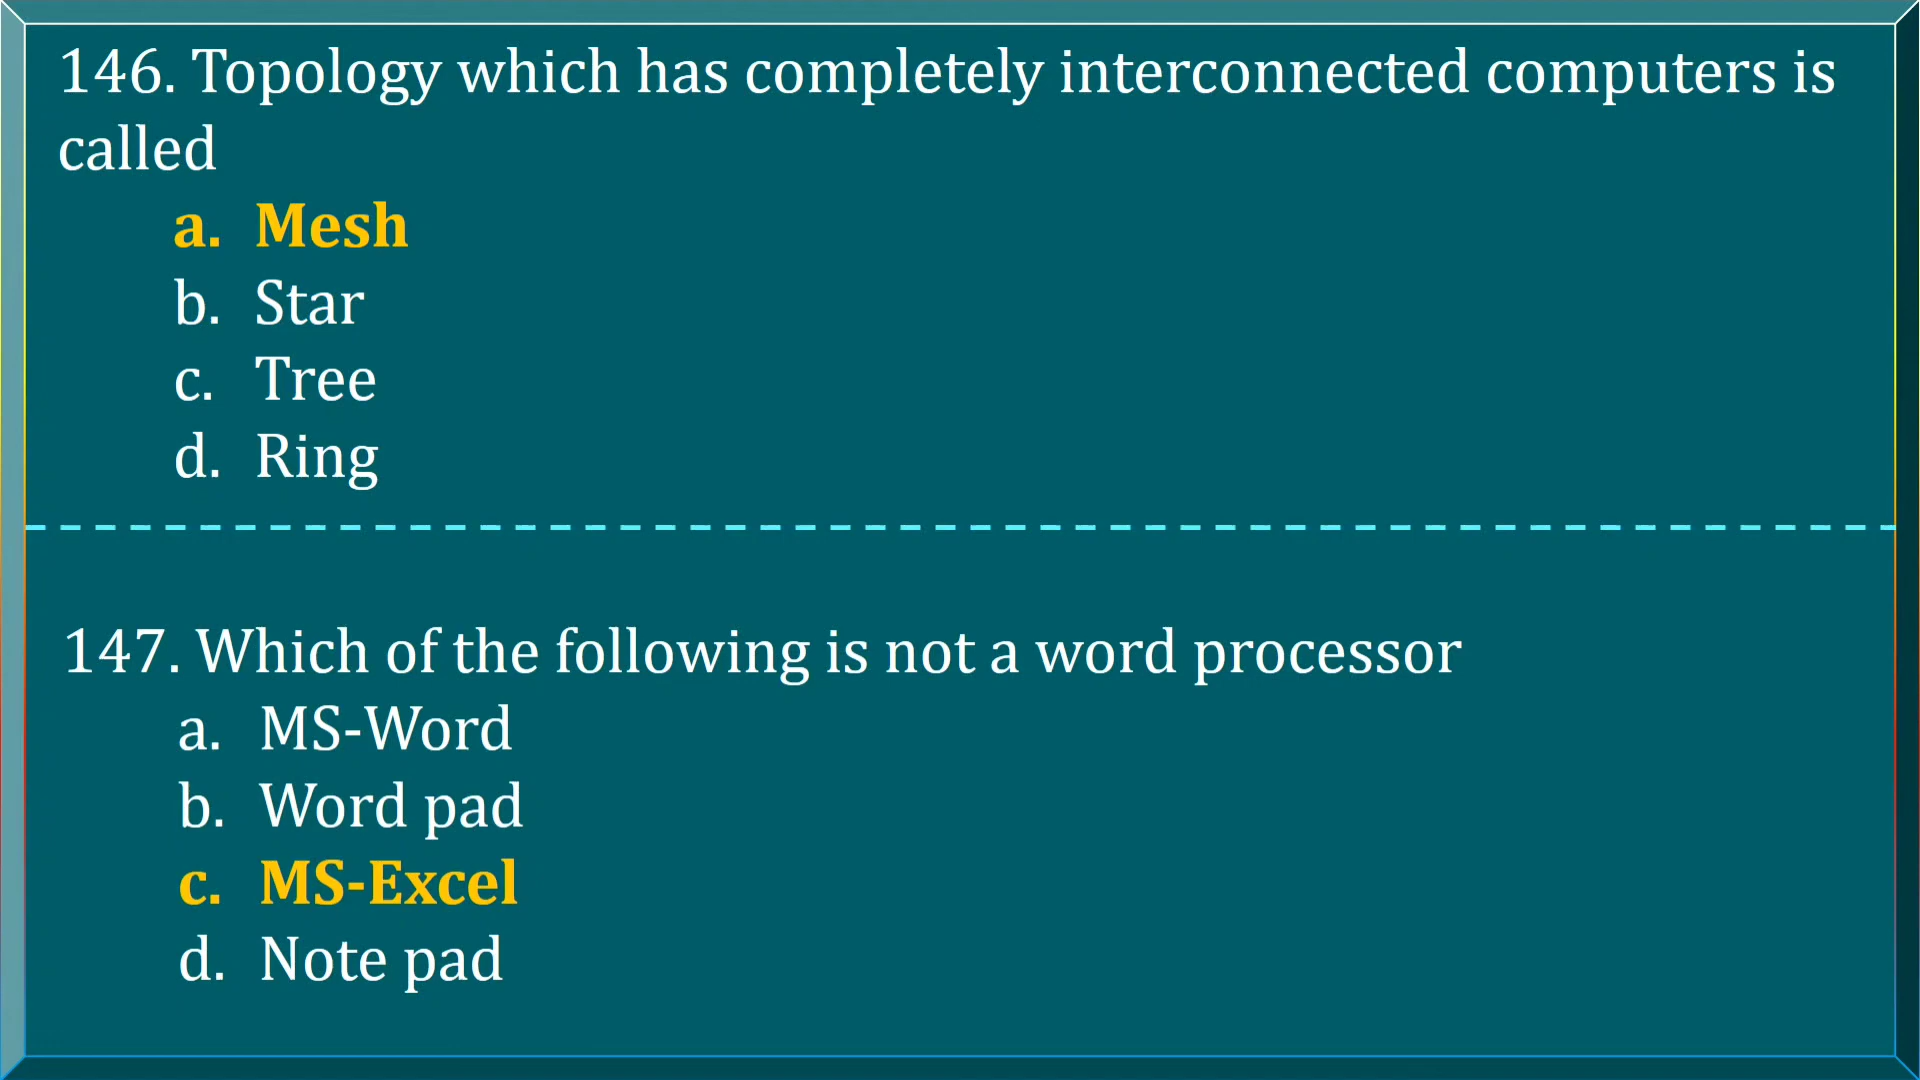 146. Topology which has completely interconnected computers is
called
a. Mesh
b. Star
c. Tree
d. Ring
147. Which of the following is not a word processor
a. MS-Word
b. Word pad
c. MS-Excel
d. Note pad